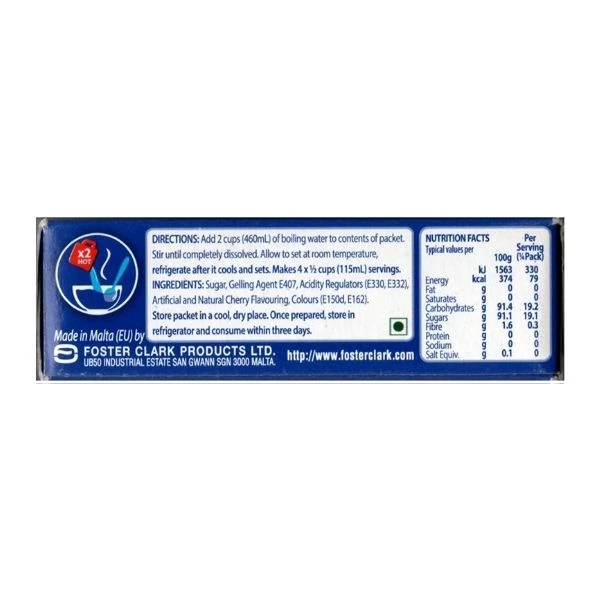 x2
HOT
Made in Malta (EU) by
FOSTER CLARK PRODUCTS LTD.
UB50 INDUSTRIAL ESTATE SAN GWANN SGN 3000 MALTA.
DIRECTIONS: Add 2 cups (460mL) of boiling water to contents of packet.
Stir until completely dissolved. Allow to set at room temperature,
refrigerate after it cools and sets. Makes 4 x ½ cups (115mL) servings.
INGREDIENTS: Sugar, Gelling Agent E407, Acidity Regulators (E330, E332),
Artificial and Natural Cherry Flavouring, Colours (E150d, E162).
Store packet in a cool, dry place. Once prepared, store in
refrigerator and consume within three days.
http://www.fosterclark.com
NUTRITION FACTS Per
Typical values per Serving
100g (¼ Pack)
kJ 1563 330
Energy kcal 374 79
Fat g 0 0
Saturates g 0 0
Carbohydrates g 91.4 19.2
Sugars g 91.1 19.1
Fibre g 1.6 0.3
Protein g 0 0
Sodium g 0 0
Salt Equiv. g 0.1 0